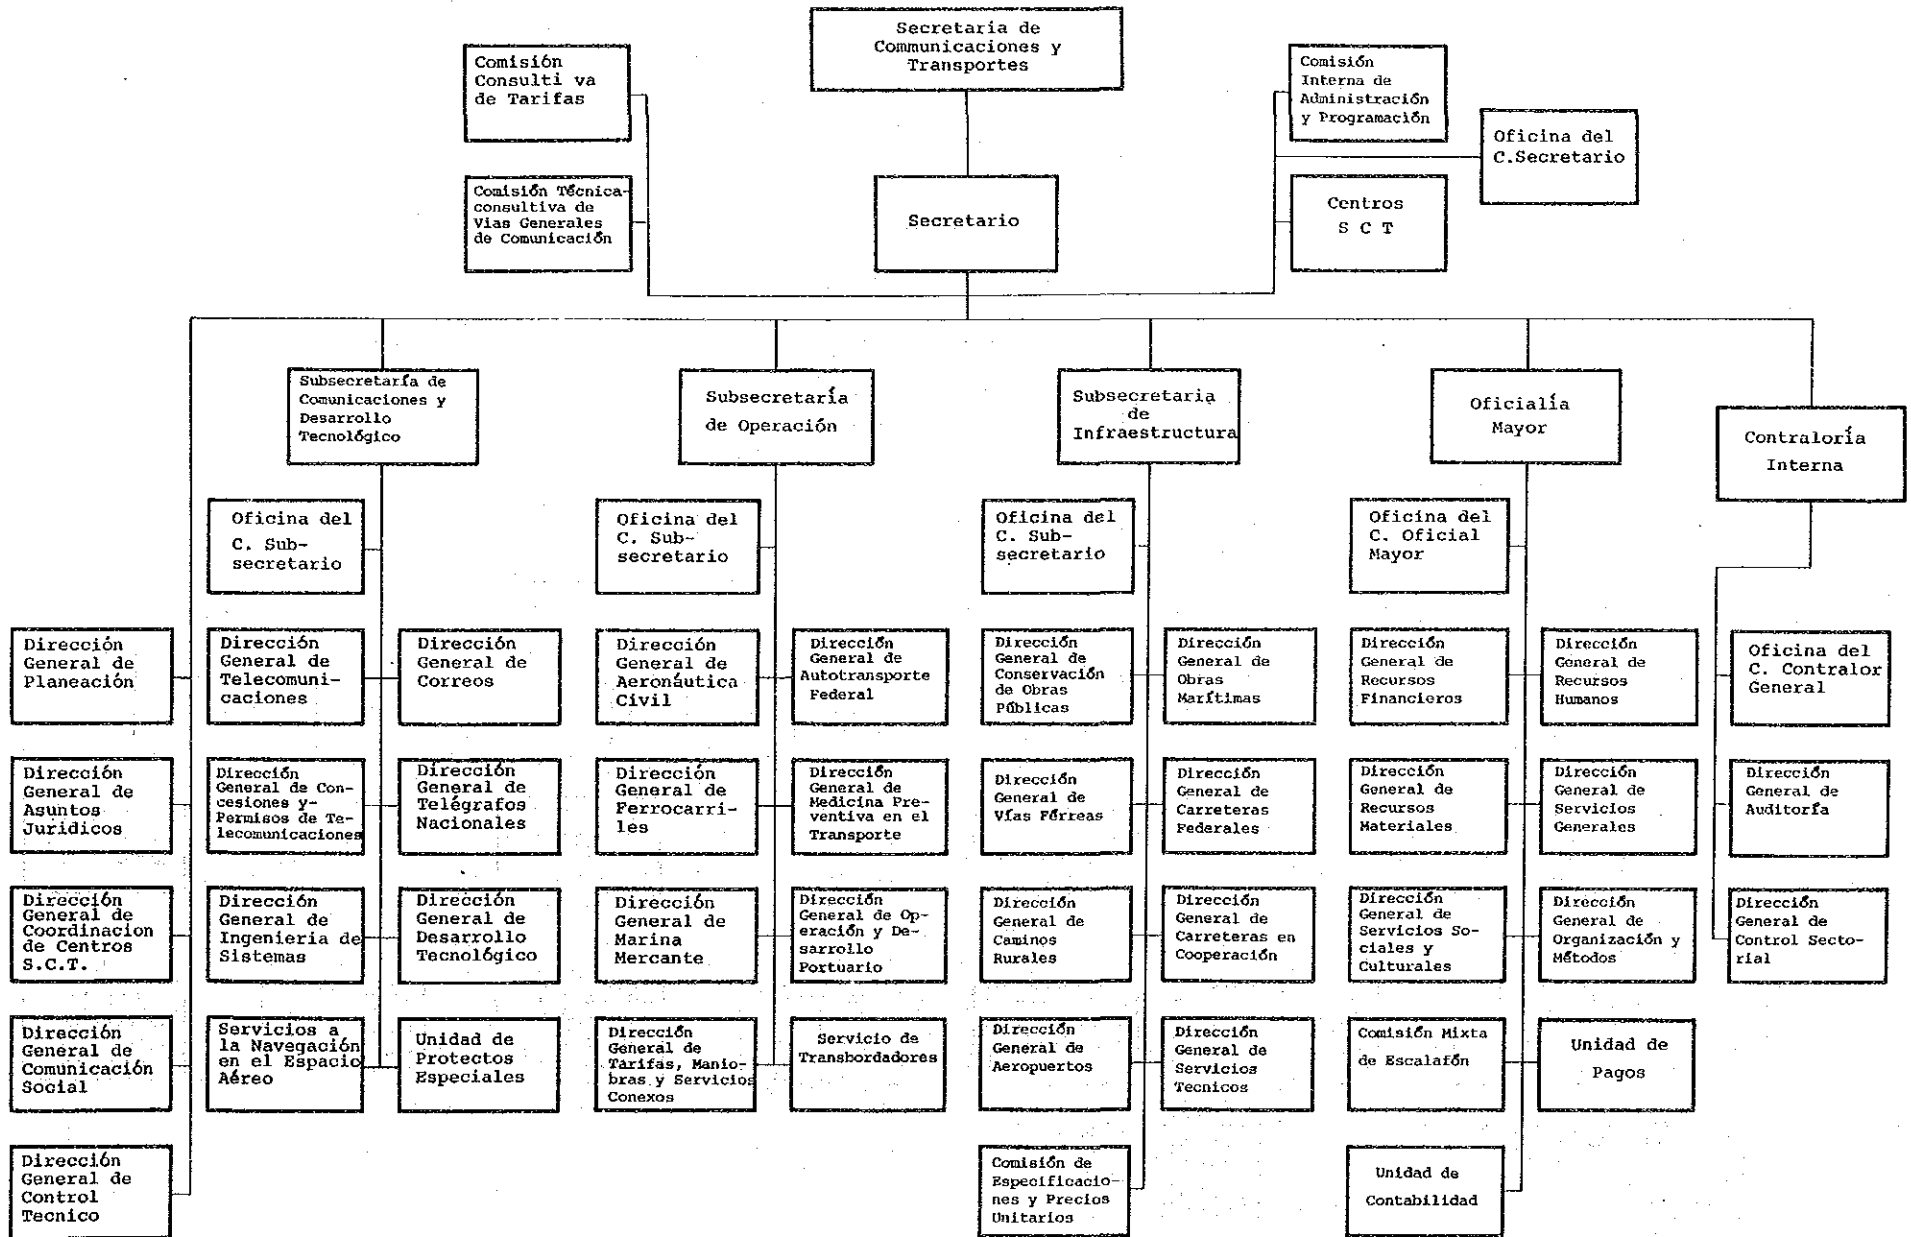 Secretaria de
Communicaciones y
Transportes
Comisión
Consulti va
de Tarifas
Comisión
Interna de
Administración
y Programación
Oficina del
C.Secretario
Comisión Técnica-
consultiva de
Vias Generales
de Comunicación
Secretario
Centros
S C T
Subsecretaría de
Comunicaciones y
Desarrollo
Tecnológico
Subsecretaría
de Operación
Subsecretaria
de
Infraestructura
Oficialía
Mayor
Contraloría
Interna
Oficina del
C. Sub-
secretario
Oficina del
C. Sub-
secretario
Oficina del
C. Sub-
secretario
Oficina del
C. Oficial
Mayor
Dirección
General de
Planeación
Dirección
General de
Telecomuni-
caciones
Dirección
General de
Correos
Dirección
General de
Aeronáutica
Civil
Dirección
General de
Autotransporte
Federal
Dirección
General de
Conservación
de Obras
Públicas
Dirección
General de
Obras
Marítimas
Dirección
General de
Recursos
Financieros
Dirección
General de
Recursos
Humanos
Oficina del
C. Contralor
General
Dirección
General de
Asuntos
Juridicos
Dirección
General de Con-
cesiones y-
Permisos de Te-
lecomunicaciones
Dirección
General de
Telégrafos
Nacionales
Dirección
General de
Ferrocarri-
les
Dirección
General de
Medicina Pre-
ventiva en el
Transporte
Dirección
General de
Vías Férreas
Dirección
General de
Carreteras
Federales
Dirección
General de
Recursos
Materiales
Dirección
General de
Servicios
Generales
Dirección
General de
Auditoría
Dirección
General de
Coordinacion
de Centros
S.C.T.
Dirección
General de
Ingenieria de
Sistemas
Dirección
General de
Desarrollo
Tecnológico
Dirección
General de
Marina
Mercante
Dirección
General de Op-
eración y De-
sarrollo
Portuario
Dirección
General de
Caminos
Rurales
Dirección
General de
Carreteras en
Cooperación
Dirección
General de
Servicios So-
ciales y
Culturales
Dirección
General de
Organización y
Métodos
Dirección
General de
Control Secto-
rial
Dirección
General de
Comunicación
Social
Servicios a
la Navegación
en el Espacio
Aéreo
Unidad de
Protectos
Especiales
Dirección
General de
Tarifas, Manio-
bras y Servicios
Conexos
Servicio de
Transbordadores
Dirección
General de
Aeropuertos
Dirección
General de
Servicios
Tecnicos
Comisión Mixta
de Escalafón
Unidad de
Pagos
Dirección
General de
Control
Tecnico
Comisión de
Especificacio-
nes y Precios
Unitarios
Unidad de
Contabilidad